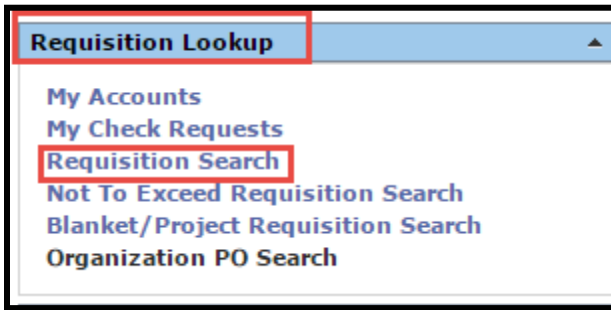 Requisition Lookup
My Accounts
My Check Requests
Requisition Search
Not To Exceed Requisition Search
Blanket/Project Requisition Search
Organization PO Search